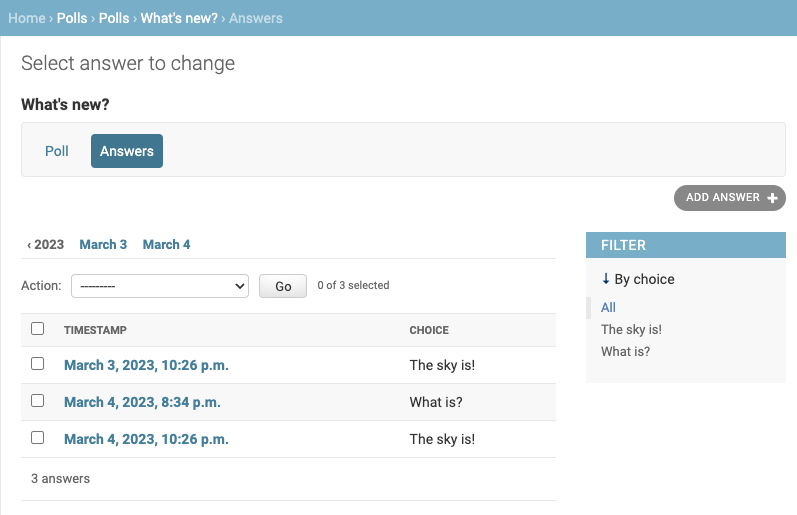 Home › Polls › Polls › What's new? › Answers
Select answer to change
What's new?
Poll Answers
ADD ANSWER +
‹ 2023 March 3 March 4
Action: --------- Go 0 of 3 selected
TIMESTAMP CHOICE
March 3, 2023, 10:26 p.m. The sky is!
March 4, 2023, 8:34 p.m. What is?
March 4, 2023, 10:26 p.m. The sky is!
3 answers
FILTER
↓ By choice
All
The sky is!
What is?